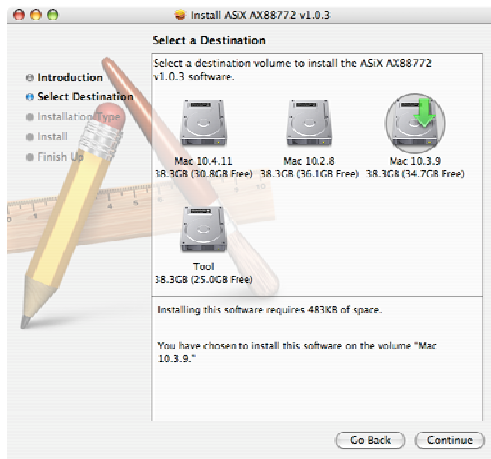 Install ASiX AX88772 v1.0.3
Select a Destination
Introduction
Select Destination
Installation Type
Install
Finish Up
Select a destination volume to install the ASiX AX88772
v1.0.3 software.
Mac 10.4.11
38.3GB (30.8GB Free)
Mac 10.2.8
38.3GB (36.1GB Free)
Mac 10.3.9
38.3GB (34.7GB Free)
Tool
38.3GB (25.0GB Free)
Installing this software requires 483KB of space.
You have chosen to install this software on the volume "Mac
10.3.9."
Go Back
Continue